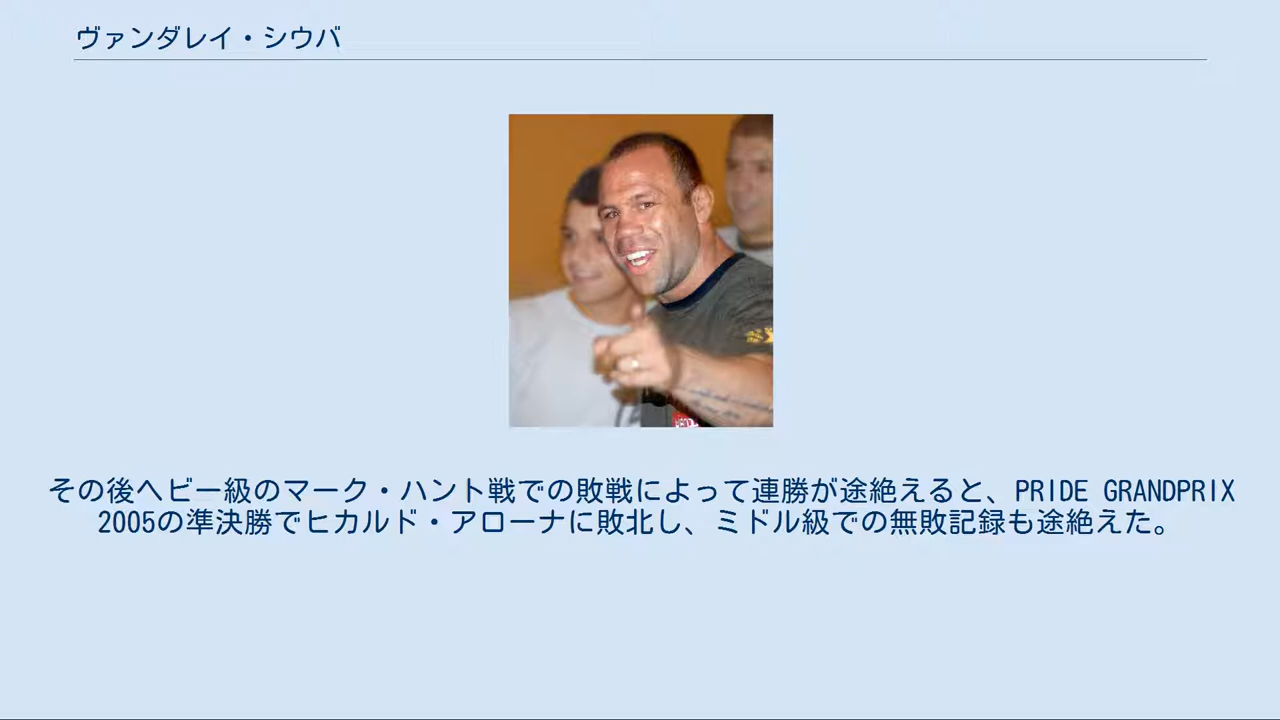 ヴァンダレイ・シウバ
その後ヘビー級のマーク・ハント戦での敗戦によって連勝が途絶えると、PRIDE GRANDPRIX
2005の準決勝でヒカルド・アローナに敗北し、ミドル級での無敗記録も途絶えた。